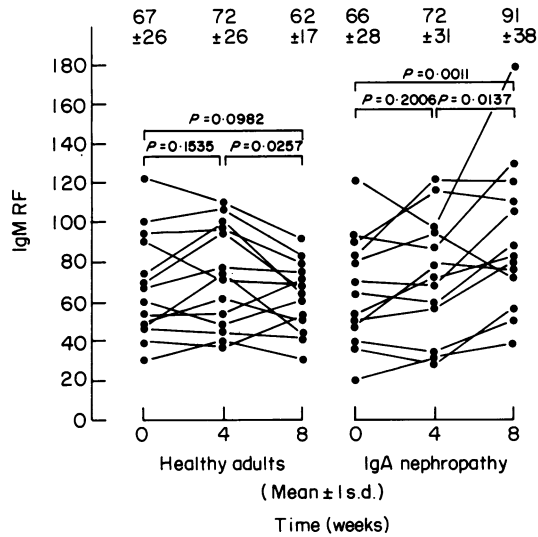 67 72 62 66 72 91
±26 ±26 ±17 ±28 ±31 ±38
180
160
140
120
100
80
60
40
20
0
IgM RF
P=0·0982
P=0·1535 P=0·0257
P=0·0011
P=0·2006 P=0·0137
0 4 8 0 4 8
Healthy adults IgA nephropathy
(Mean ± 1 s.d.)
Time (weeks)